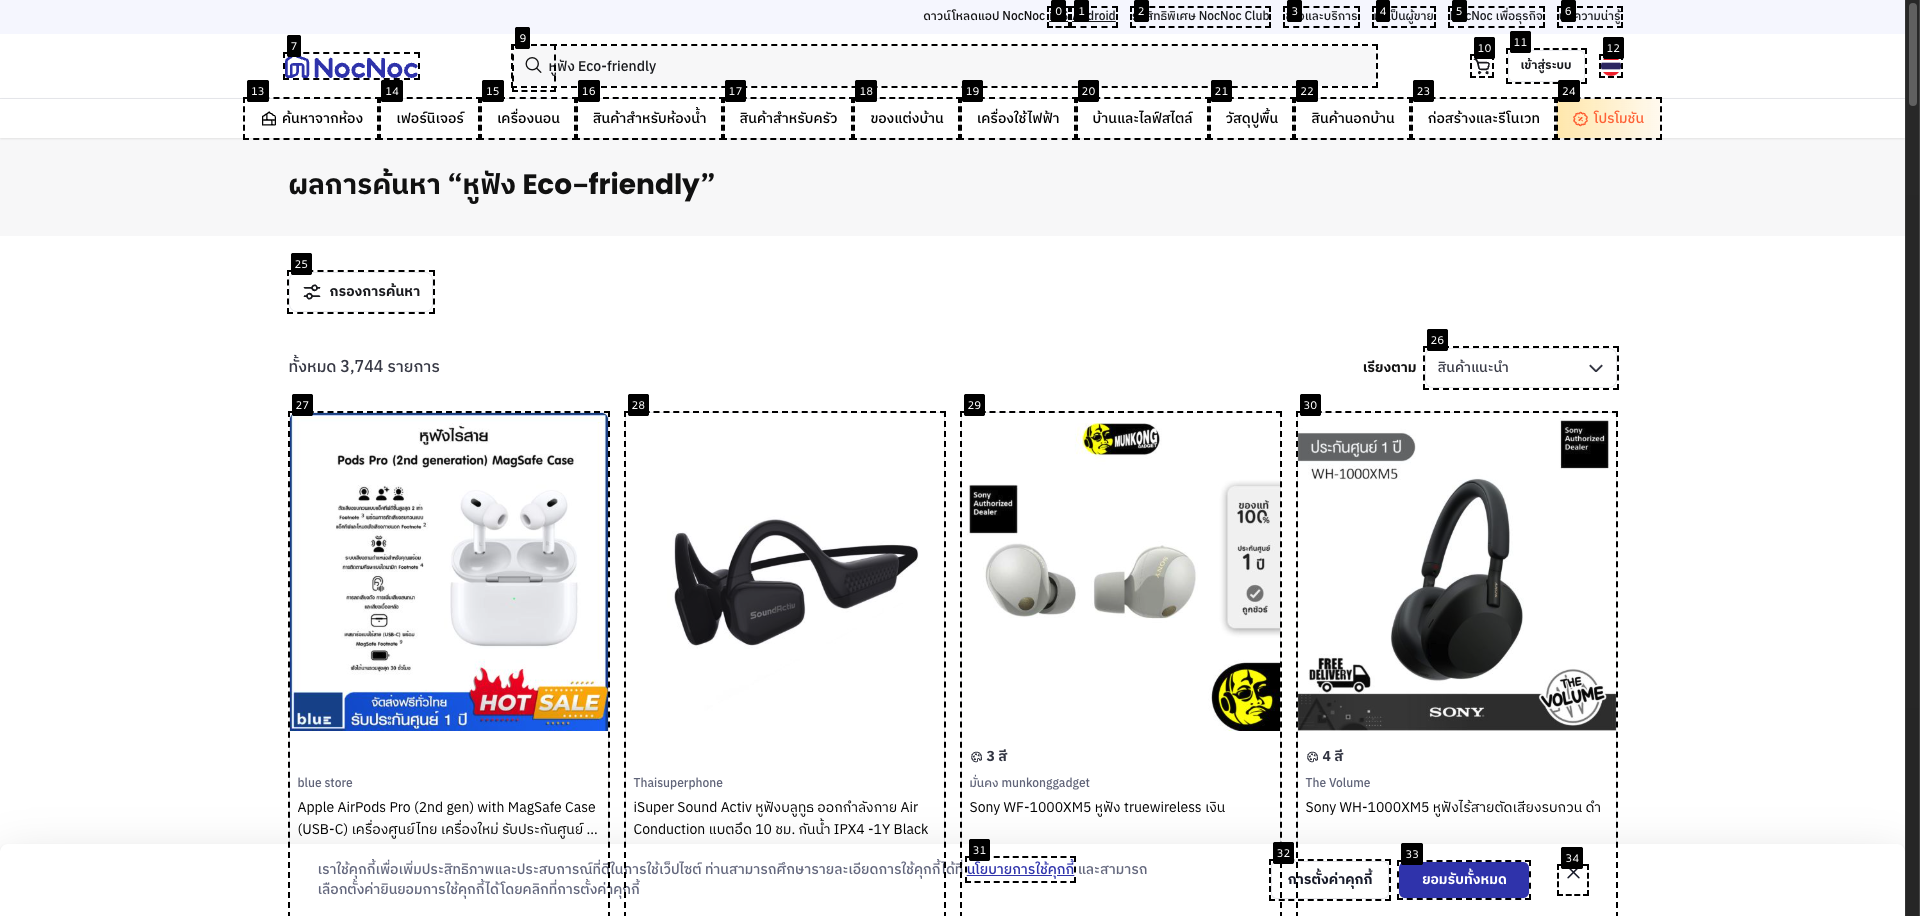 ดาวน์โหลดแอป NocNoc
NocNoc Club
NocNoc เพื่อธุรกิจ
NocNoc
หูฟัง Eco-friendly
เข้าสู่ระบบ
ค้นหาจากห้อง
เฟอร์นิเจอร์
เครื่องนอน
สินค้าสำหรับห้องน้ำ
สินค้าสำหรับครัว
ของแต่งบ้าน
เครื่องใช้ไฟฟ้า
บ้านและไลฟ์สไตล์
วัสดุปูพื้น
สินค้านอกบ้าน
ก่อสร้างและรีโนเวท
โปรโมชัน
ผลการค้นหา “หูฟัง Eco-friendly”
กรองการค้นหา
ทั้งหมด 3,744 รายการ
เรียงตาม
สินค้าแนะนำ
หูฟังไร้สาย
Pods Pro (2nd generation) MagSafe Case
จัดส่งฟรีทั่วไทย
รับประกันศูนย์ 1 ปี
HOT SALE
blue
SoundActiv
MUNKONG
Sony
Authorized
Dealer
ของแท้
100%
ประกันศูนย์
1 ปี
ถูกชัวร์
SONY
ประกันศูนย์ 1 ปี
WH-1000XM5
Sony
Authorized
Dealer
FREE
DELIVERY
SONY
THE
VOLUME
3 สี
4 สี
blue store
Apple AirPods Pro (2nd gen) with MagSafe Case
(USB-C) เครื่องศูนย์ไทย เครื่องใหม่ รับประกันศูนย์ ...
Thaisuperphone
iSuper Sound Activ หูฟังบลูทูธ ออกกำลังกาย Air
Conduction แบตอึด 10 ชม. กันน้ำ IPX4 -1Y Black
มั่นคง munkonggadget
Sony WF-1000XM5 หูฟัง truewireless เงิน
The Volume
Sony WH-1000XM5 หูฟังไร้สายตัดเสียงรบกวน ดำ
เราใช้คุกกี้เพื่อเพิ่มประสิทธิภาพและประสบการณ์ที่ดีในการใช้เว็บไซต์ ท่านสามารถศึกษารายละเอียดการใช้คุกกี้ได้ที่ นโยบายการใช้คุกกี้ และสามารถ
เลือกตั้งค่ายินยอมการใช้คุกกี้ได้โดยคลิกที่การตั้งค่าคุกกี้
การตั้งค่าคุกกี้
ยอมรับทั้งหมด
0
1
2
3
4
5
6
7
9
10
11
12
13
14
15
16
17
18
19
20
21
22
23
24
25
26
27
28
29
30
31
32
33
34